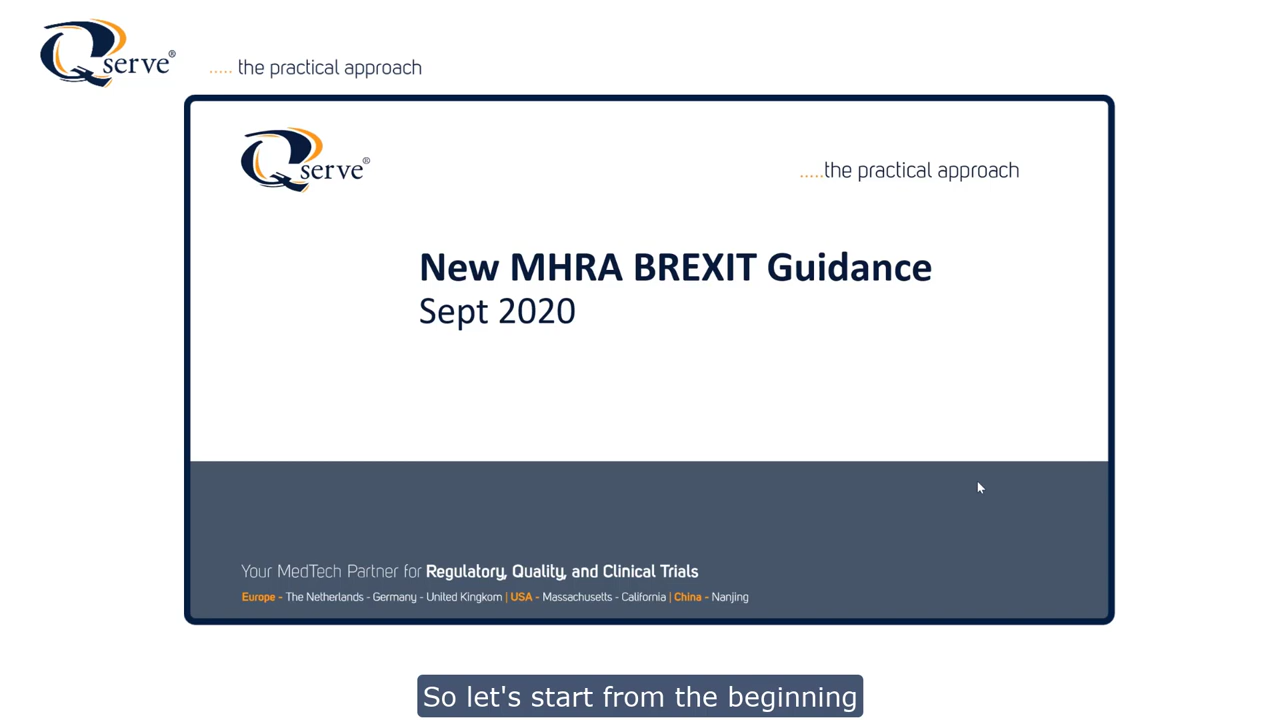 Qserve®
..... the practical approach
Qserve®
.....the practical approach
New MHRA BREXIT Guidance
Sept 2020
Your MedTech Partner for Regulatory, Quality, and Clinical Trials
Europe - The Netherlands - Germany - United Kingkom | USA - Massachusetts - California | China - Nanjing
So let's start from the beginning